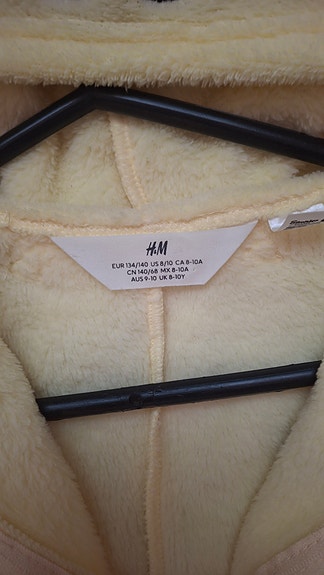 H&M
EUR 134/140 US 8/10 CA 8-10A
CN 140/68 MX 8-10A
AUS 9-10 UK 8-10Y